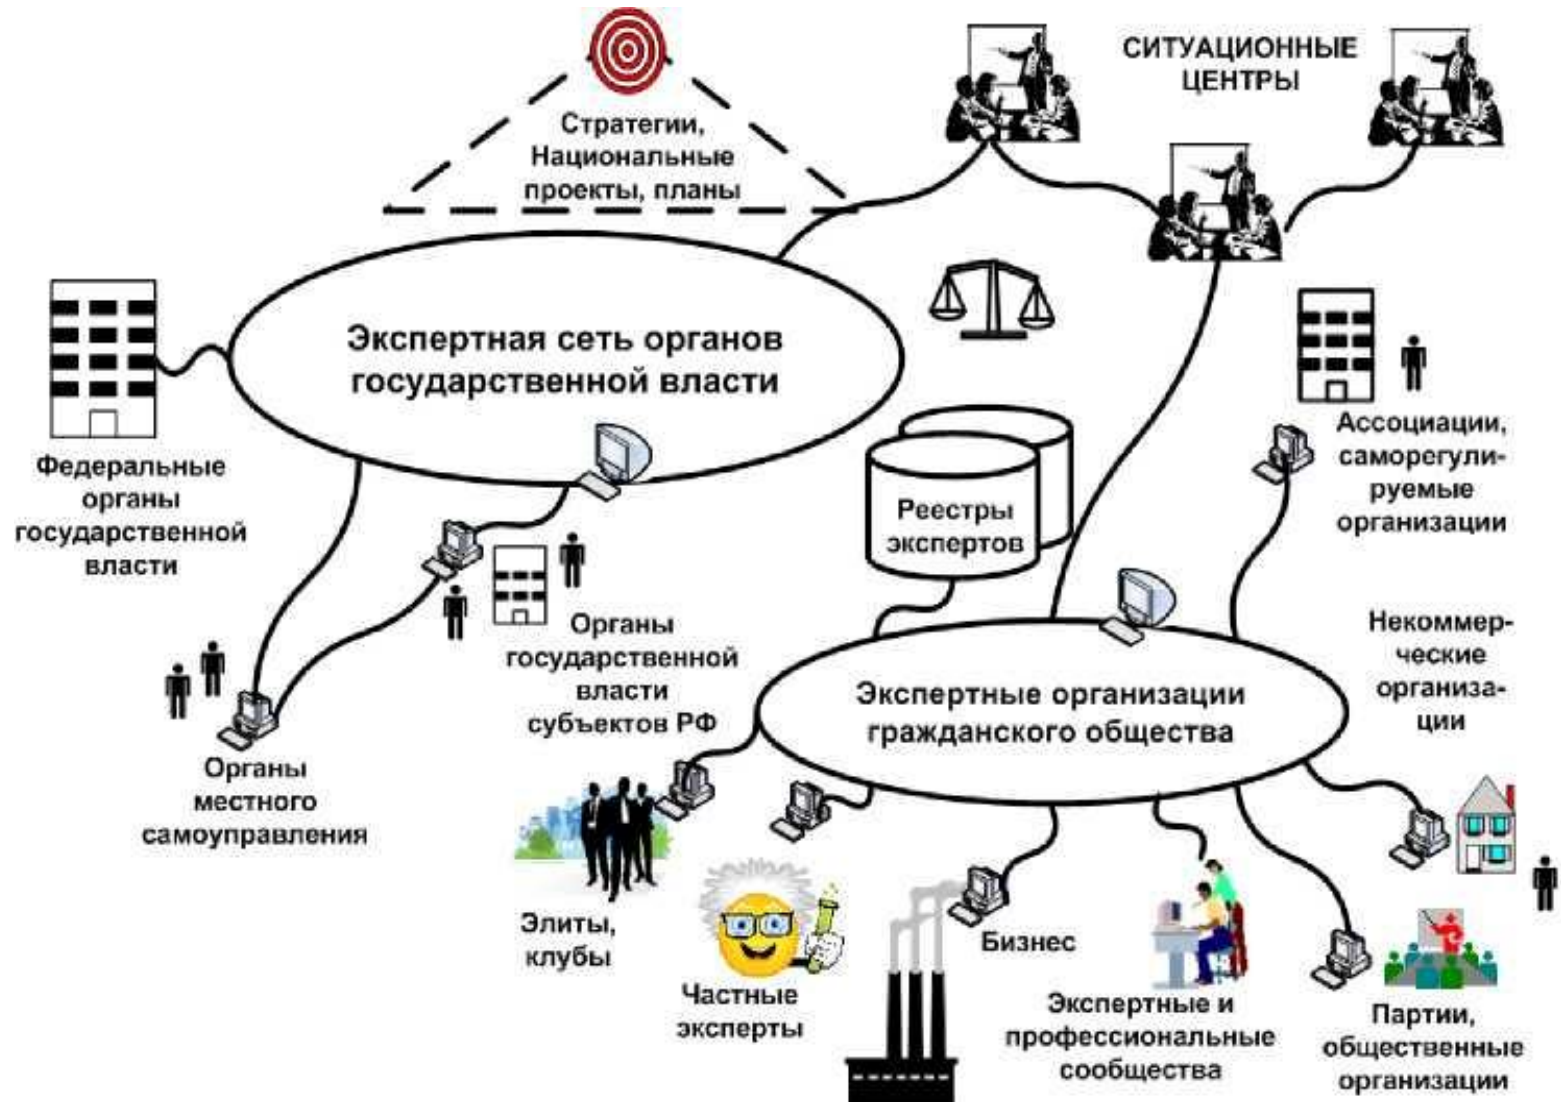 СИТУАЦИОННЫЕ
ЦЕНТРЫ
Стратегии,
Национальные
проекты, планы
Экспертная сеть органов
государственной власти
Федеральные
органы
государственной
власти
Ассоциации,
саморегули-
руемые
организации
Реестры
экспертов
Органы
государственной
власти
субъектов РФ
Некоммер-
ческие
организа-
ции
Экспертные организации
гражданского общества
Органы
местного
самоуправления
Элиты,
клубы
Бизнес
Частные
эксперты
Экспертные и
профессиональные
сообщества
Партии,
общественные
организации